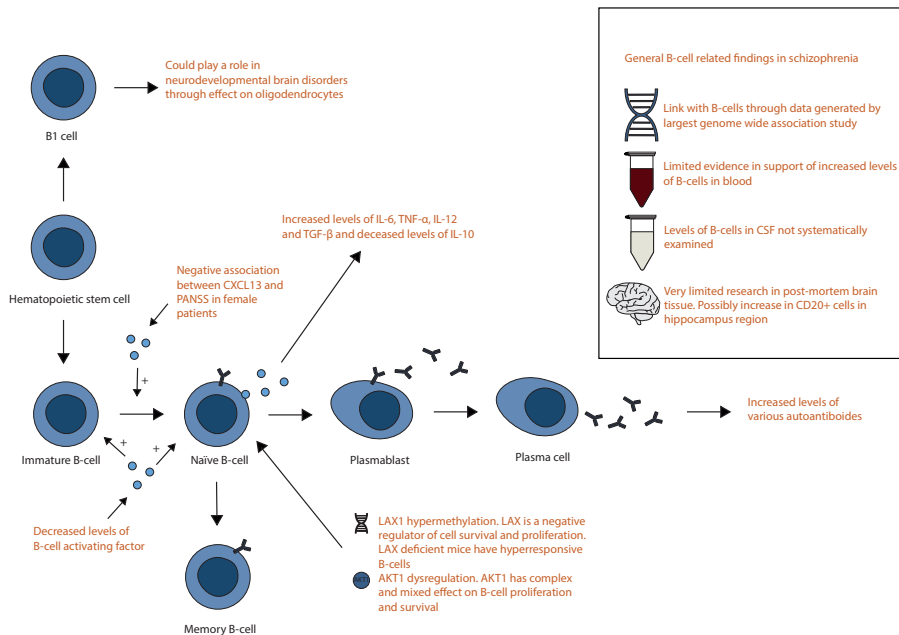 Could play a role in
neurodevelopmental brain disorders
through effect on oligodendrocytes
B1 cell
Hematopoietic stem cell
Increased levels of IL-6, TNF-α, IL-12
and TGF-β and deceased levels of IL-10
Negative association
between CXCL13 and
PANSS in female
patients
+
+
+
Immature B-cell
Naïve B-cell
Plasmablast
Plasma cell
Increased levels of
various autoantiboides
Decreased levels of
B-cell activating factor
Memory B-cell
LAX1 hypermethylation. LAX is a negative
regulator of cell survival and proliferation.
LAX deficient mice have hyperresponsive
B-cells
AKT1
AKT1 dysregulation. AKT1 has complex
and mixed effect on B-cell proliferation
and survival
General B-cell related findings in schizophrenia
Link with B-cells through data generated by
largest genome wide association study
Limited evidence in support of increased levels
of B-cells in blood
Levels of B-cells in CSF not systematically
examined
Very limited research in post-mortem brain
tissue. Possibly increase in CD20+ cells in
hippocampus region